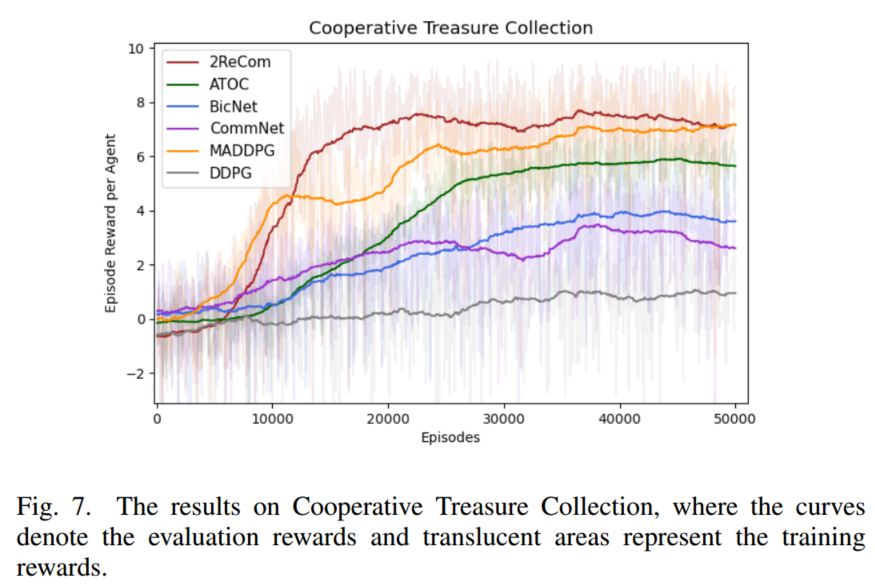 Cooperative Treasure Collection
10
8
6
4
2
0
−2
Episode Reward per Agent
2ReCom
ATOC
BicNet
CommNet
MADDPG
DDPG
0 10000 20000 30000 40000 50000
Episodes
Fig. 7. The results on Cooperative Treasure Collection, where the curves
denote the evaluation rewards and translucent areas represent the training
rewards.